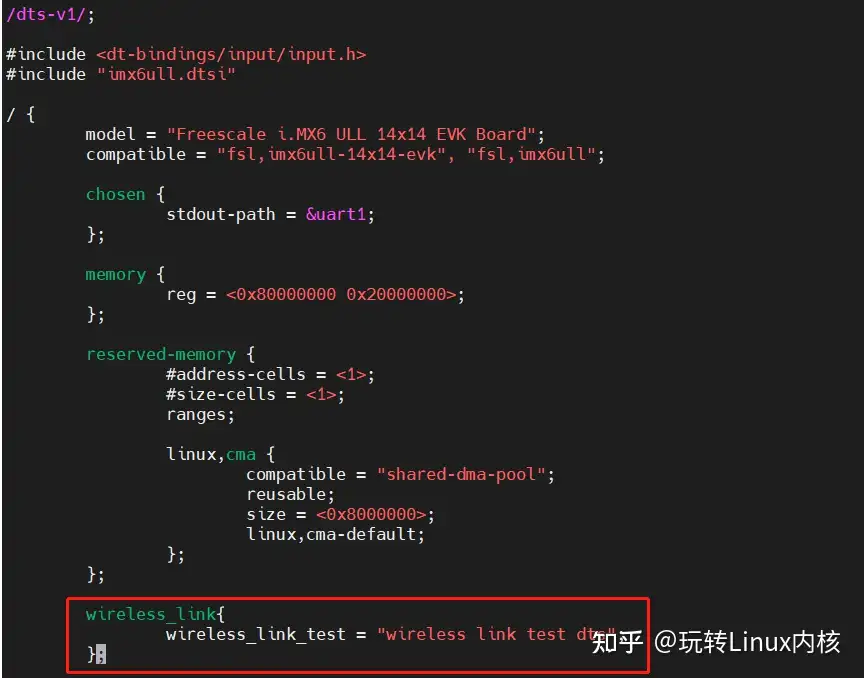 /dts-v1/;
#include <dt-bindings/input/input.h>
#include "imx6ull.dtsi"
/ {
model = "Freescale i.MX6 ULL 14x14 EVK Board";
compatible = "fsl,imx6ull-14x14-evk", "fsl,imx6ull";
chosen {
stdout-path = &uart1;
};
memory {
reg = <0x80000000 0x20000000>;
};
reserved-memory {
#address-cells = <1>;
#size-cells = <1>;
ranges;
linux,cma {
compatible = "shared-dma-pool";
reusable;
size = <0x8000000>;
linux,cma-default;
};
};
wireless_link{
wireless_link_test = "wireless link test
};
知乎 @玩转Linux内核